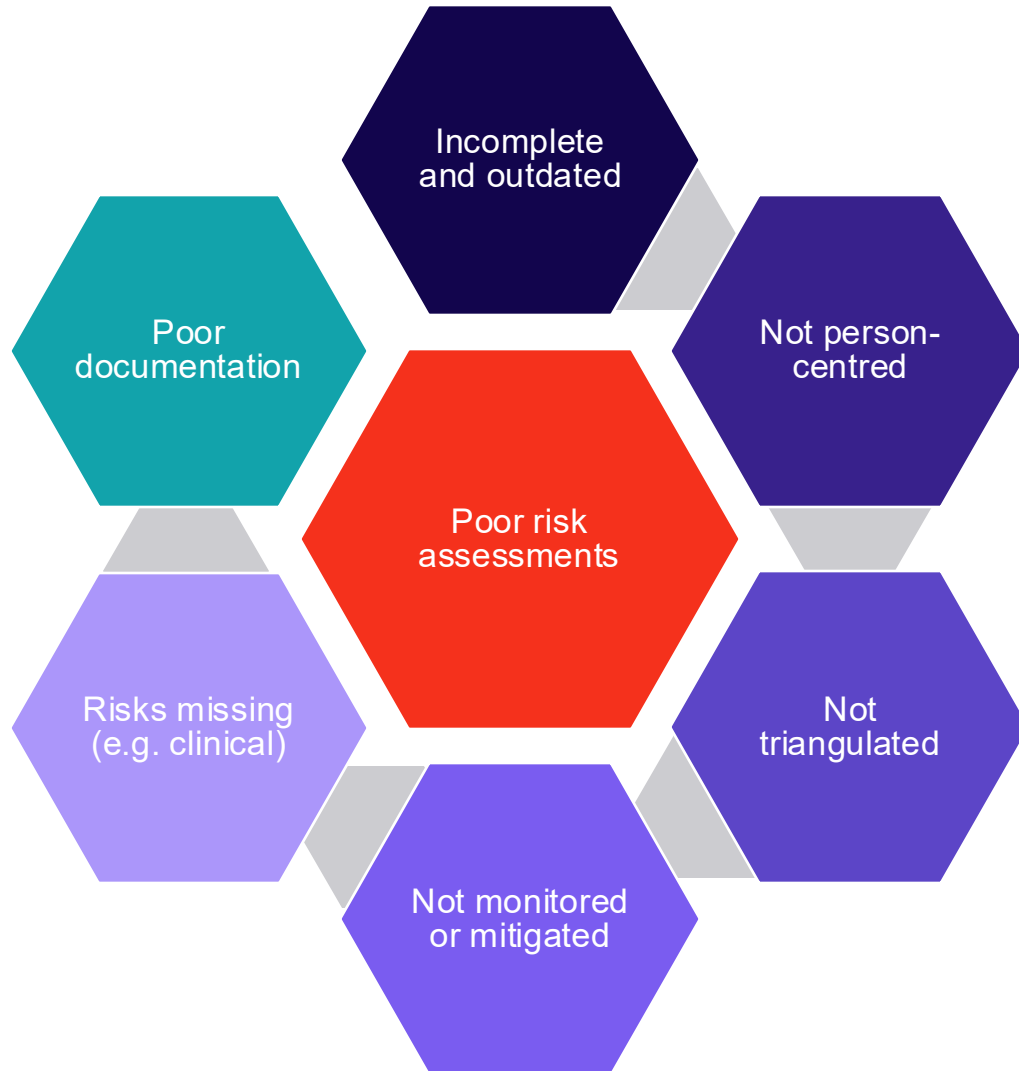 Incomplete
and outdated
Poor
documentation
Not person-
centred
Poor risk
assessments
Risks missing
(e.g. clinical)
Not
triangulated
Not monitored
or mitigated